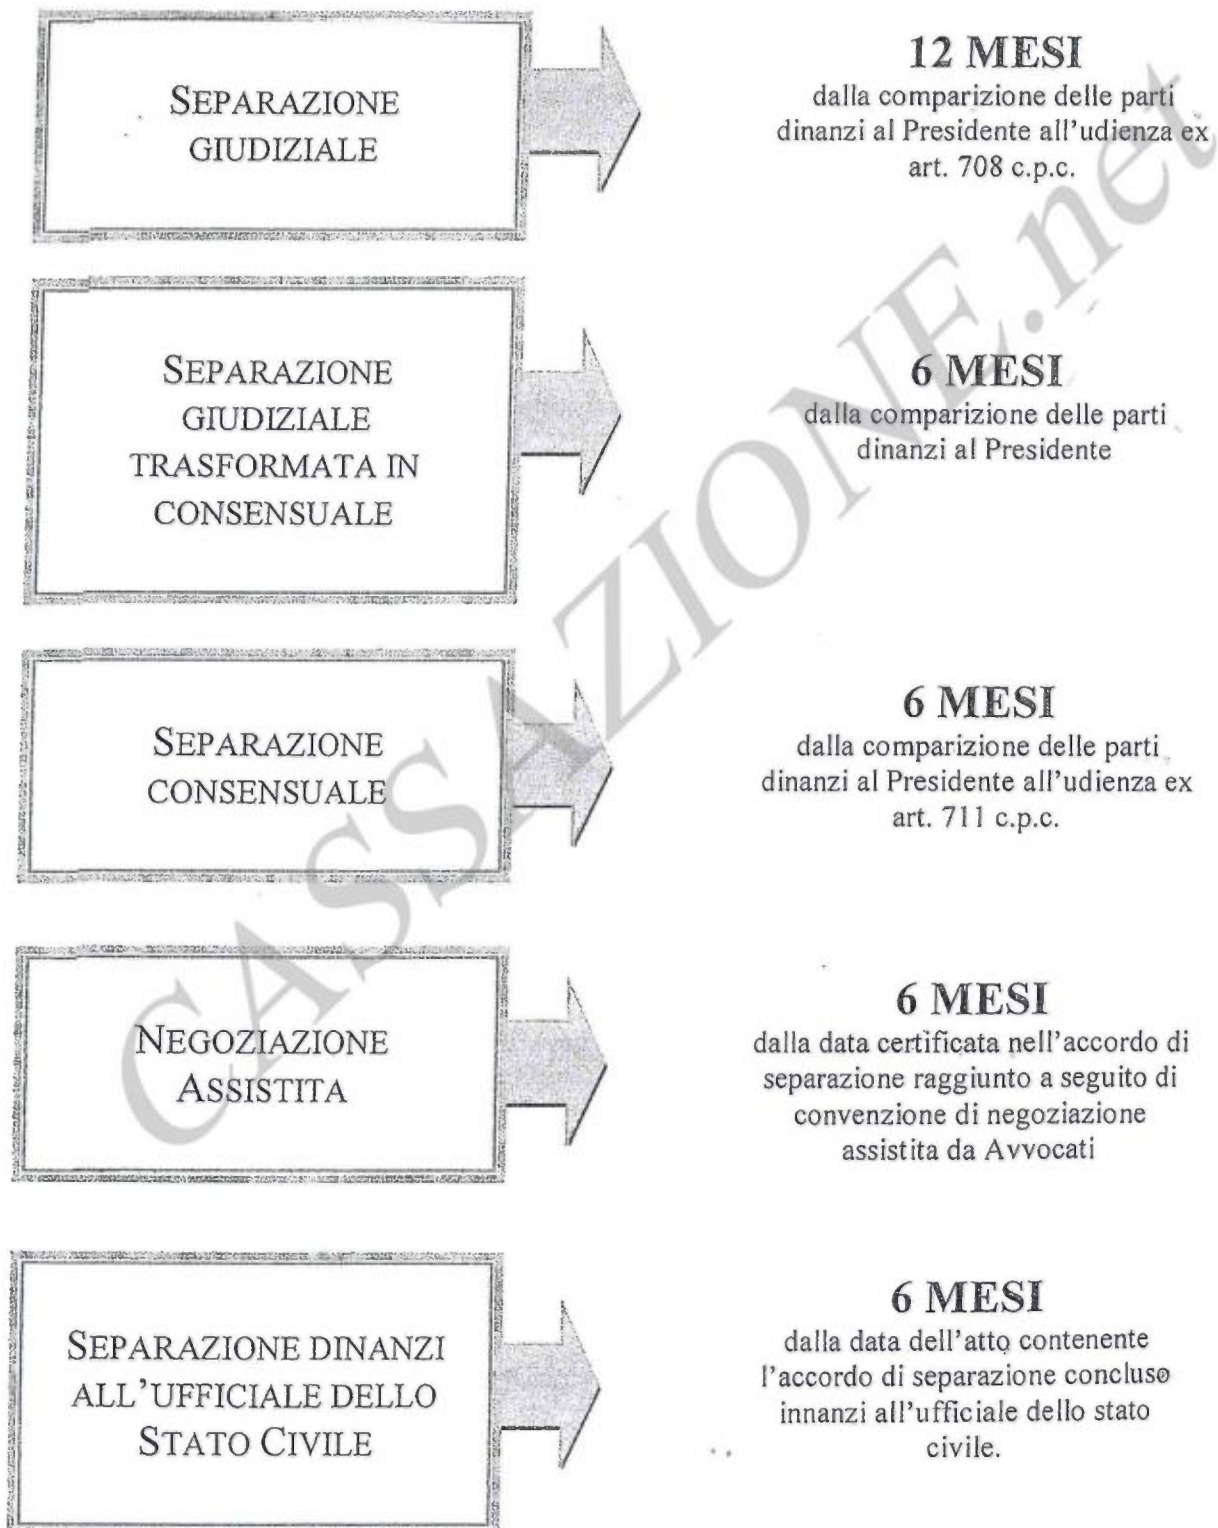 SEPARAZIONE
GIUDIZIALE
12 MESI
dalla comparizione delle parti
dinanzi al Presidente all'udienza ex
art. 708 c.p.c.
SEPARAZIONE
GIUDIZIALE
TRASFORMATA IN
CONSENSUALE
6 MESI
dalla comparizione delle parti
dinanzi al Presidente
SEPARAZIONE
CONSENSUALE
6 MESI
dalla comparizione delle parti
dinanzi al Presidente all'udienza ex
art. 711 c.p.c.
NEGOZIAZIONE
ASSISTITA
6 MESI
dalla data certificata nell'accordo di
separazione raggiunto a seguito di
convenzione di negoziazione
assistita da Avvocati
SEPARAZIONE DINANZI
ALL'UFFICIALE DELLO
STATO CIVILE
6 MESI
dalla data dell'atto contenente
l'accordo di separazione concluso
innanzi all'ufficiale dello stato
civile.
CASSAZIONE.net